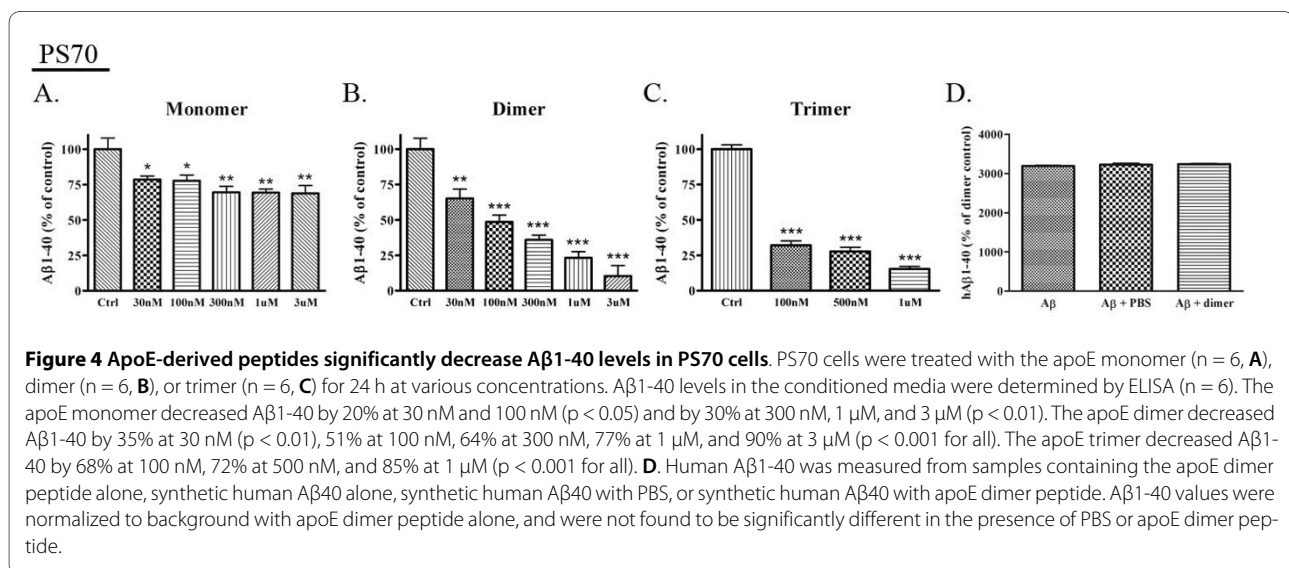 PS70
A.
Monomer
Aβ1-40 (% of control)
100
75
50
25
0
*
*
**
**
**
Ctrl 30nM 100nM 300nM 1uM 3uM
B.
Dimer
Aβ1-40 (% of control)
100
75
50
25
0
**
***
***
***
***
Ctrl 30nM 100nM 300nM 1uM 3uM
C.
Trimer
Aβ1-40 (% of control)
100
75
50
25
0
***
***
***
Ctrl 100nM 500nM 1uM
D.
hAβ1-40 (% of dimer control)
4000
3000
2000
1000
0
Aβ Aβ + PBS Aβ + dimer
Figure 4 ApoE-derived peptides significantly decrease Aβ1-40 levels in PS70 cells. PS70 cells were treated with the apoE monomer (n = 6, A),
dimer (n = 6, B), or trimer (n = 6, C) for 24 h at various concentrations. Aβ1-40 levels in the conditioned media were determined by ELISA (n = 6). The
apoE monomer decreased Aβ1-40 by 20% at 30 nM and 100 nM (p < 0.05) and by 30% at 300 nM, 1 μM, and 3 μM (p < 0.01). The apoE dimer decreased
Aβ1-40 by 35% at 30 nM (p < 0.01), 51% at 100 nM, 64% at 300 nM, 77% at 1 μM, and 90% at 3 μM (p < 0.001 for all). The apoE trimer decreased Aβ1-
40 by 68% at 100 nM, 72% at 500 nM, and 85% at 1 μM (p < 0.001 for all). D. Human Aβ1-40 was measured from samples containing the apoE dimer
peptide alone, synthetic human Aβ40 alone, synthetic human Aβ40 with PBS, or synthetic human Aβ40 with apoE dimer peptide. Aβ1-40 values were
normalized to background with apoE dimer peptide alone, and were not found to be significantly different in the presence of PBS or apoE dimer pep-
tide.